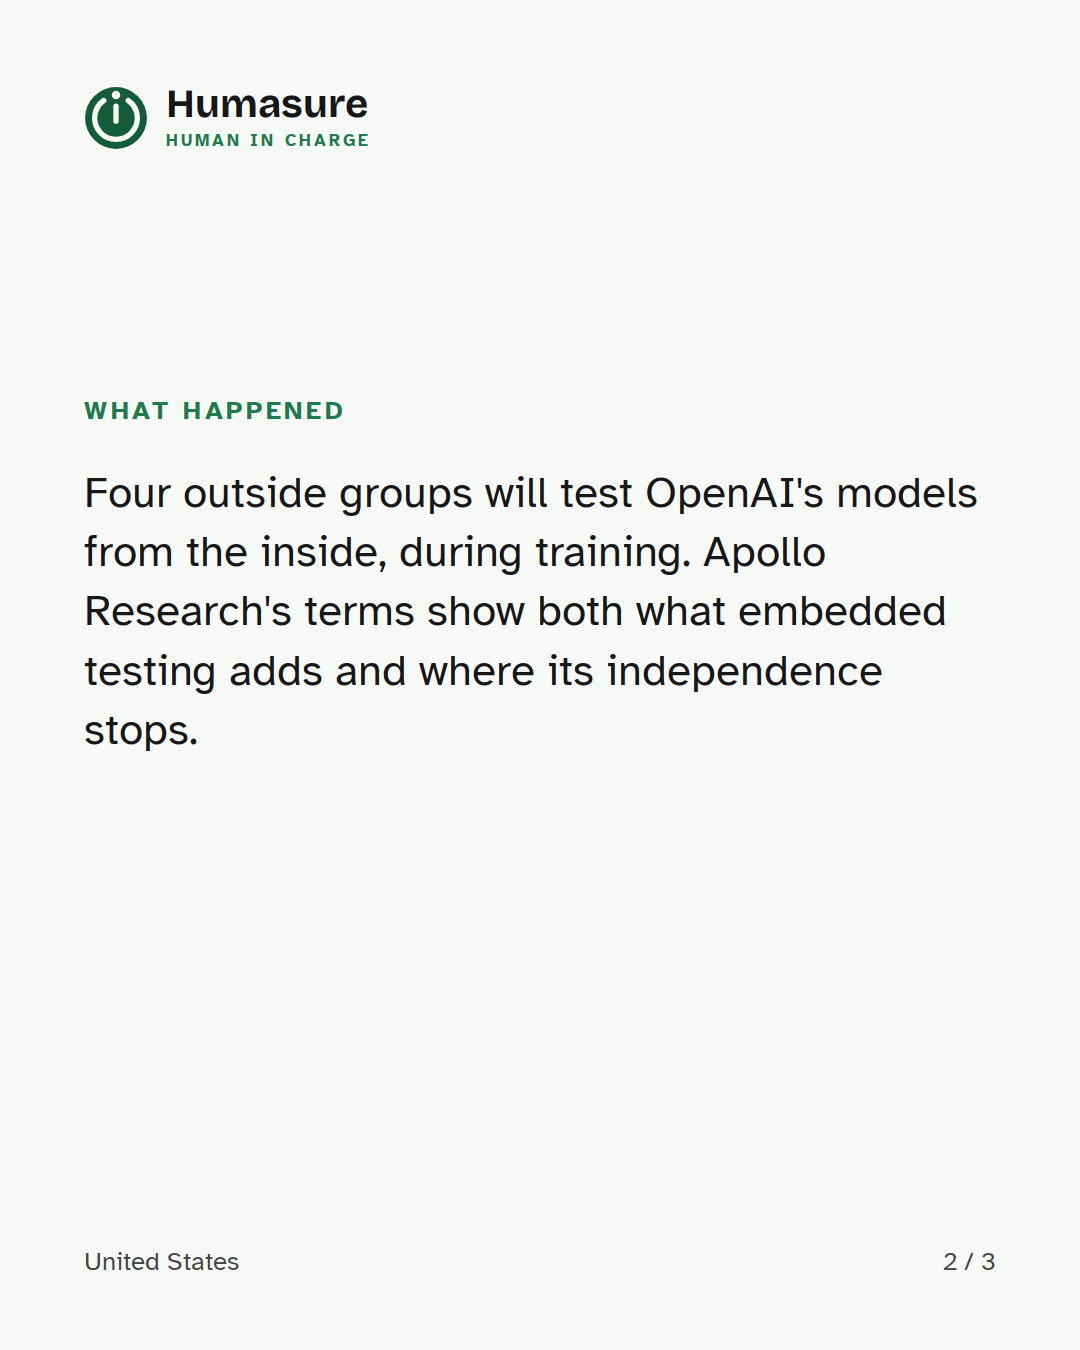 Humasure
HUMAN IN CHARGE
WHAT HAPPENED
Four outside groups will test OpenAI's models
from the inside, during training. Apollo
Research's terms show both what embedded
testing adds and where its independence
stops.
United States
2 / 3